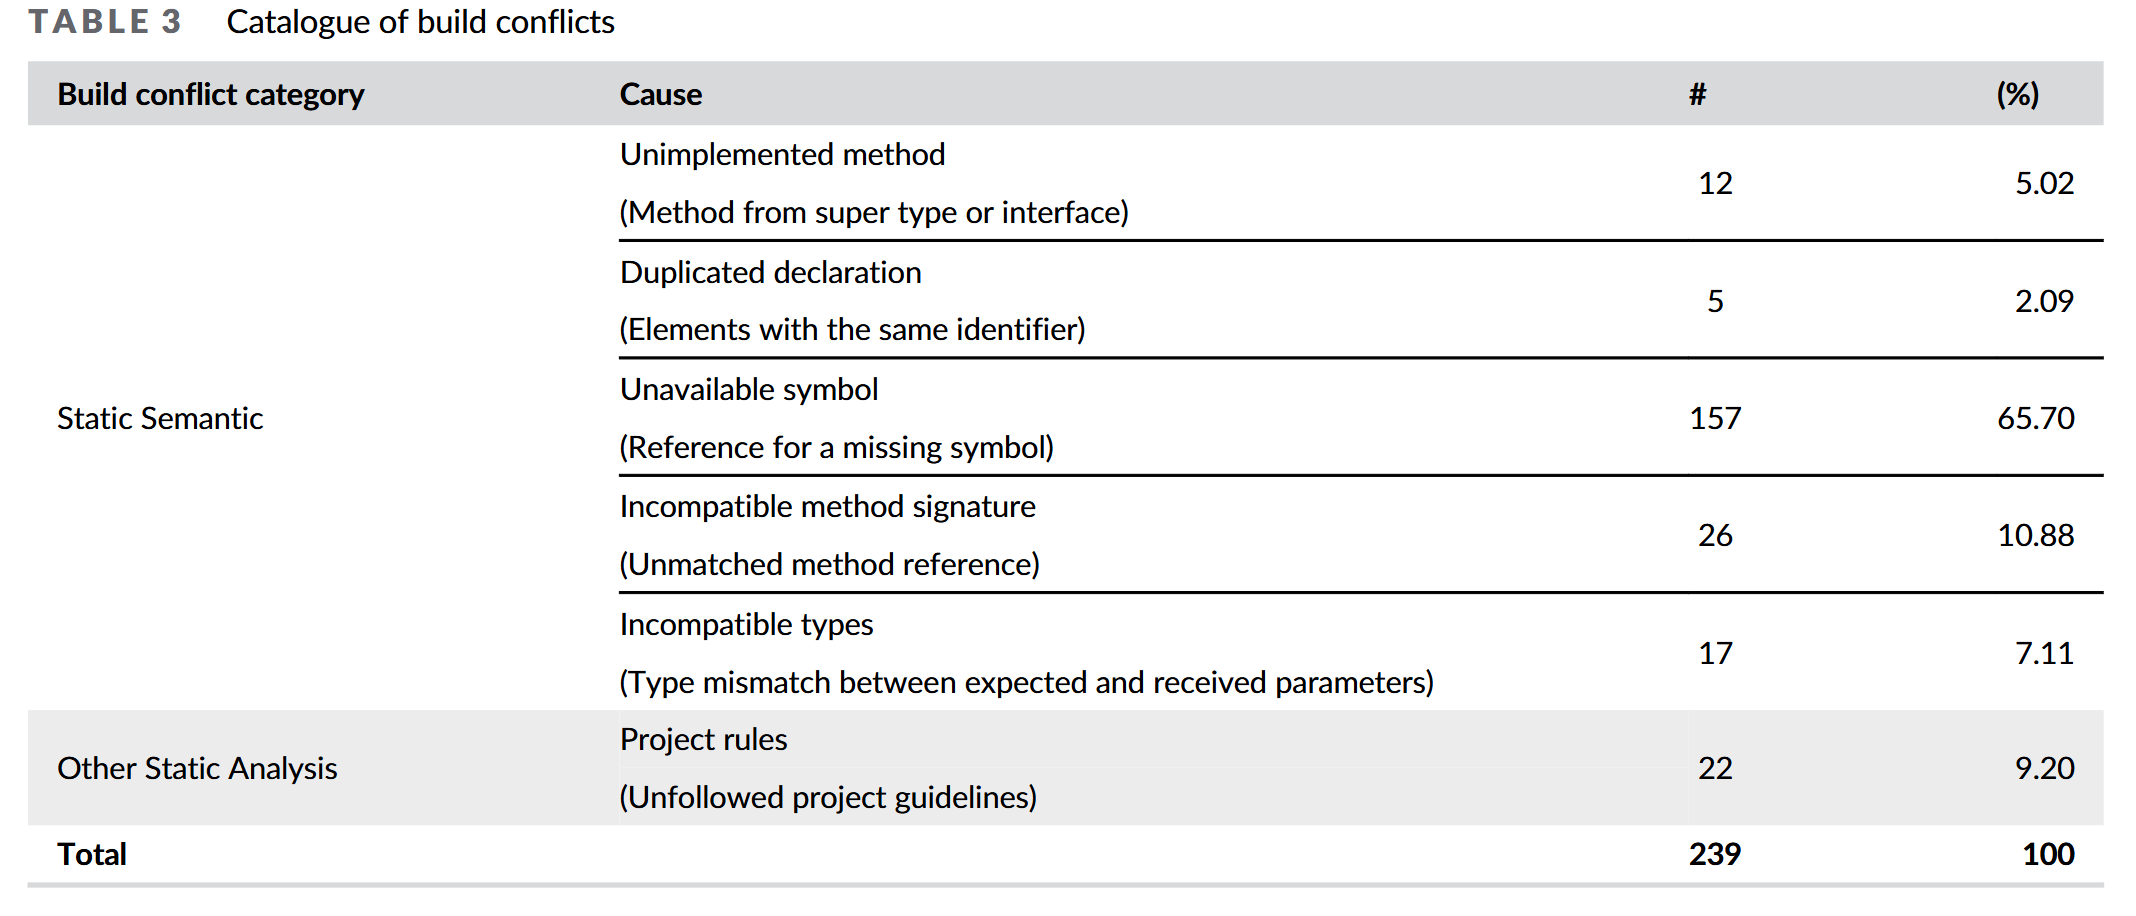 TABLE 3 Catalogue of build conflicts
Build conflict category Cause # (%)
Unimplemented method
12 5.02
(Method from super type or interface)
Duplicated declaration
5 2.09
(Elements with the same identifier)
Unavailable symbol
Static Semantic 157 65.70
(Reference for a missing symbol)
Incompatible method signature
26 10.88
(Unmatched method reference)
Incompatible types
17 7.11
(Type mismatch between expected and received parameters)
Project rules
Other Static Analysis 22 9.20
(Unfollowed project guidelines)
Total 239 100